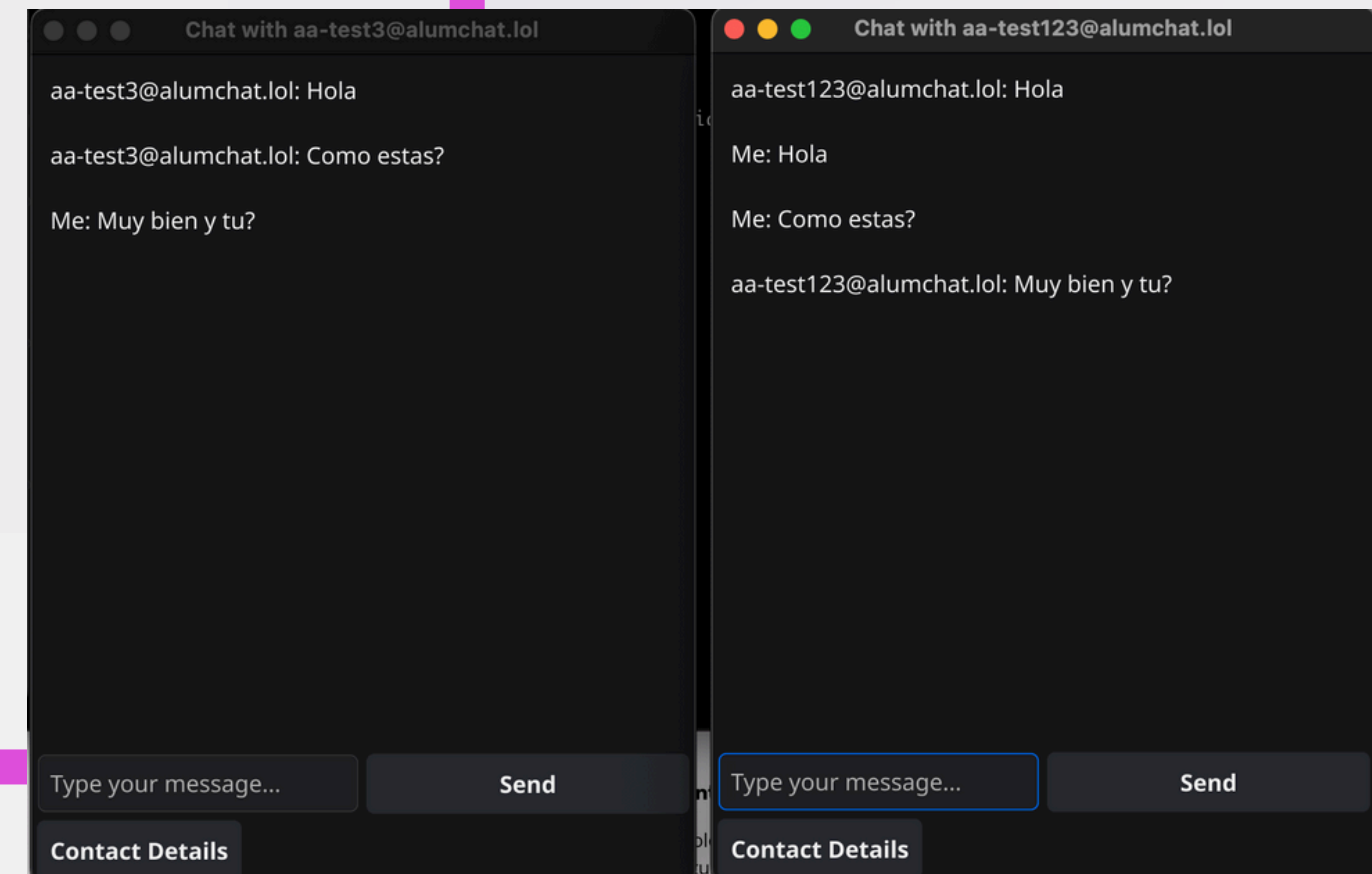 Chat with aa-test3@alumchat.lol
aa-test3@alumchat.lol: Hola
aa-test3@alumchat.lol: Como estas?
Me: Muy bien y tu?
Type your message...
Send
Contact Details
Chat with aa-test123@alumchat.lol
aa-test123@alumchat.lol: Hola
Me: Hola
Me: Como estas?
aa-test123@alumchat.lol: Muy bien y tu?
Type your message...
Send
Contact Details